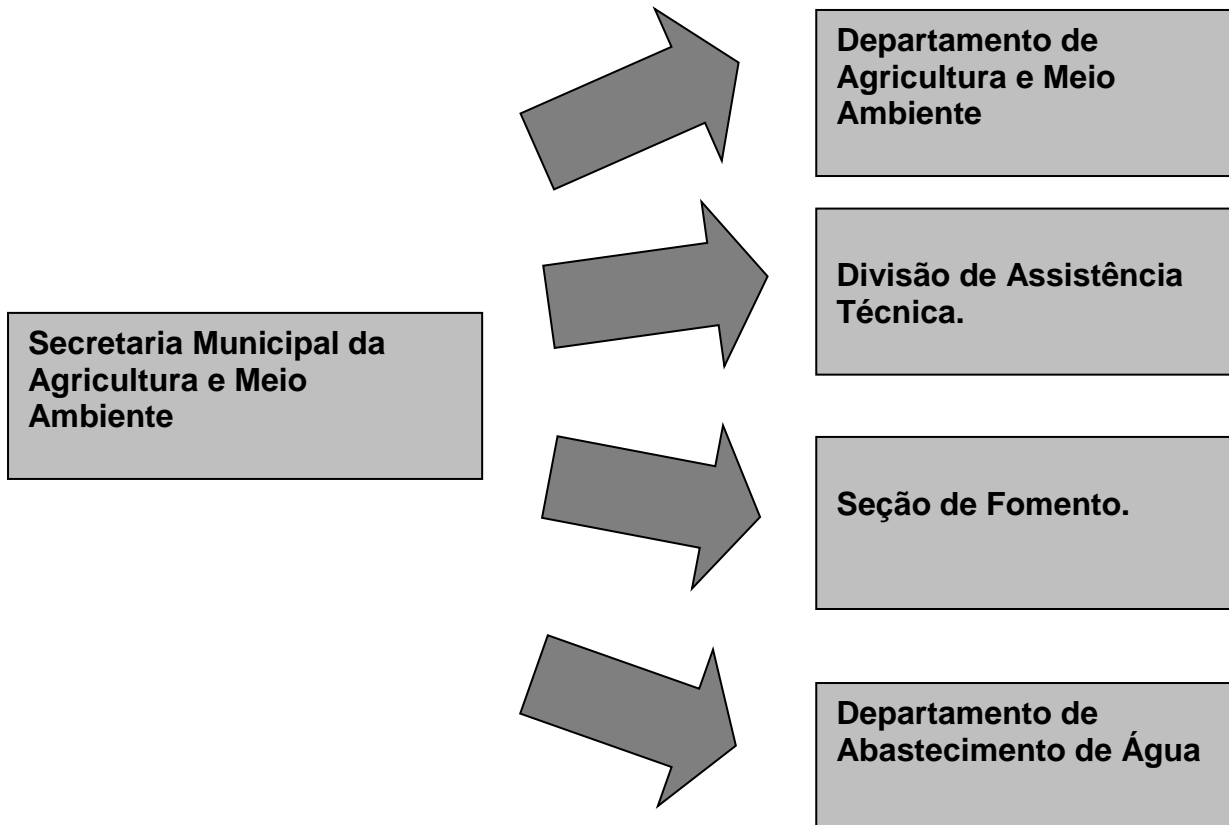 Departamento de
Agricultura e Meio
Ambiente
Divisão de Assistência
Técnica.
Secretaria Municipal da
Agricultura e Meio
Ambiente
Seção de Fomento.
Departamento de
Abastecimento de Água